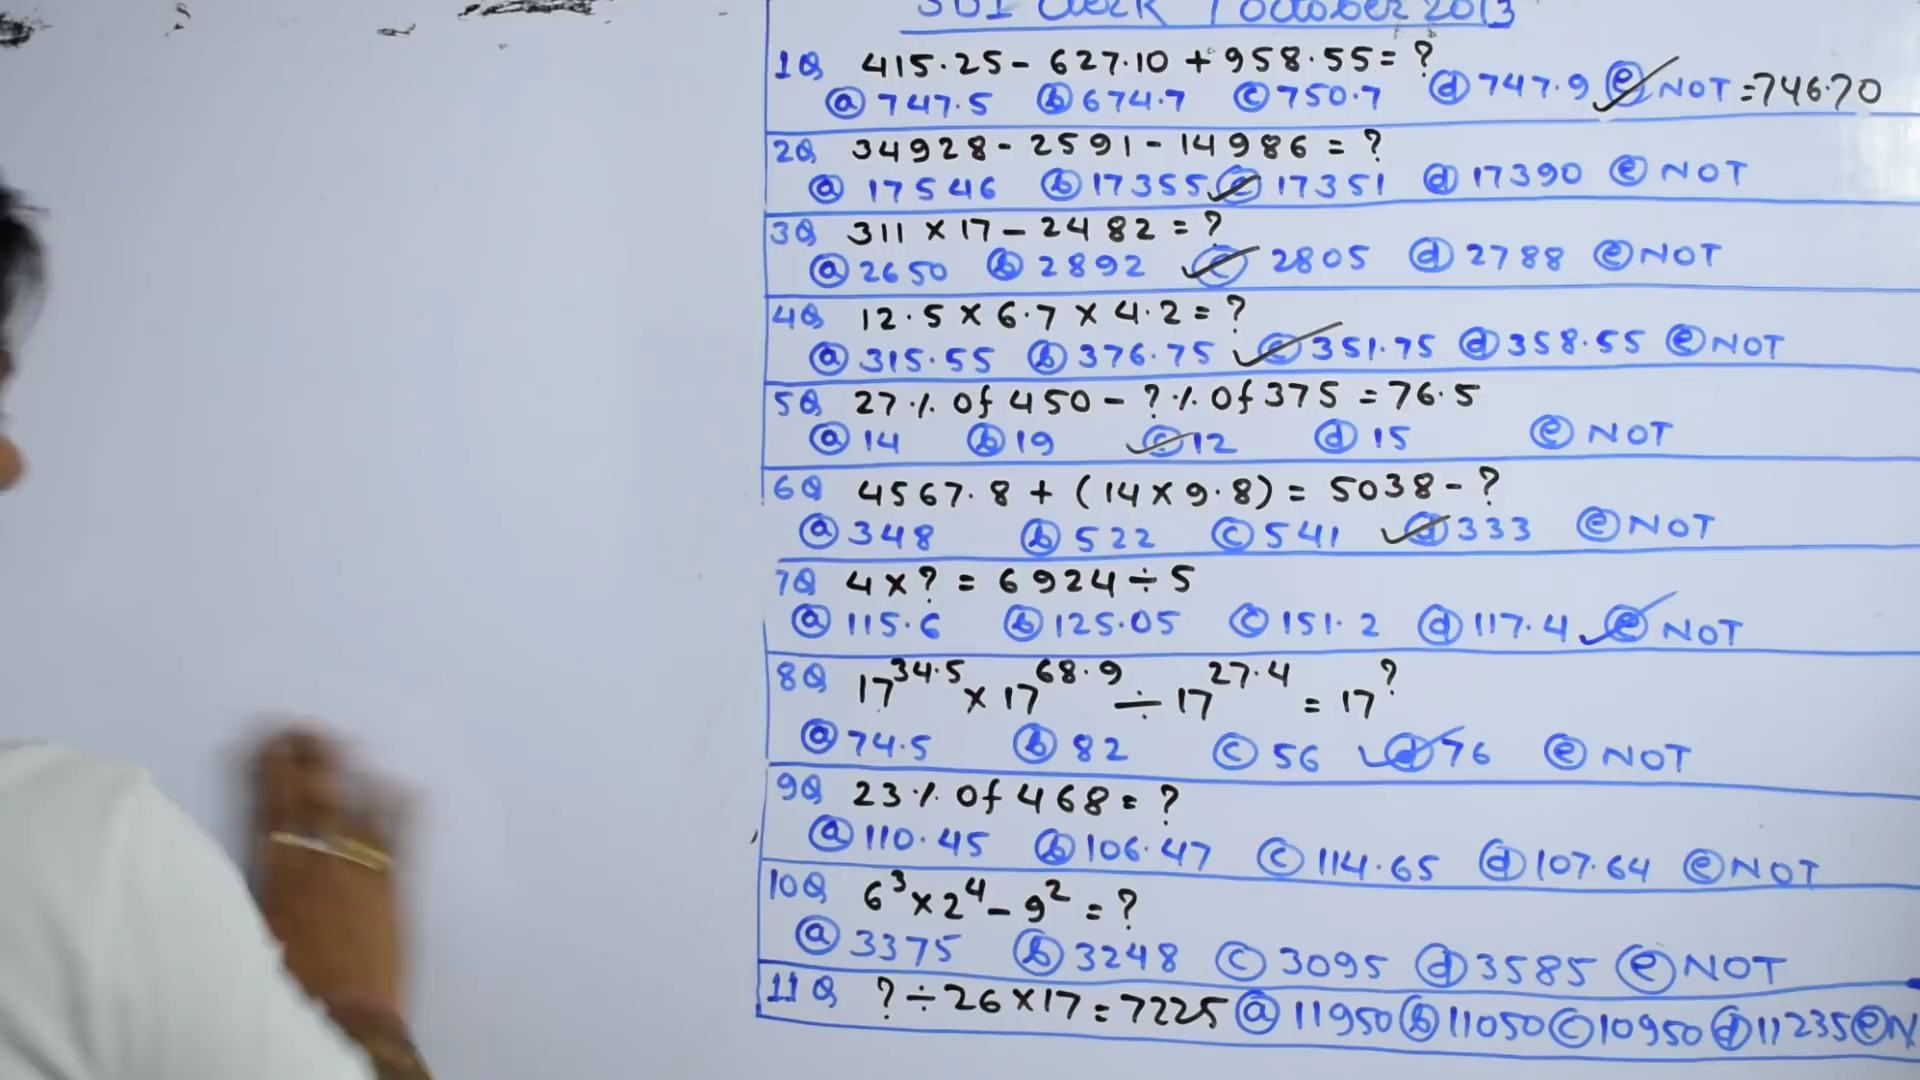 SBI Clerk 7 October 2013
1Q 415.25 - 627.10 + 958.55 = ?
ⓐ 747.5 ⓑ 674.7 ⓒ 750.7 ⓓ 747.9 ⓔ NOT = 746.70
2Q 34928 - 2591 - 14986 = ?
ⓐ 17546 ⓑ 17355 ⓒ 17351 ⓓ 17390 ⓔ NOT
3Q 311 × 17 - 2482 = ?
ⓐ 2650 ⓑ 2892 ⓒ 2805 ⓓ 2788 ⓔ NOT
4Q 12.5 × 6.7 × 4.2 = ?
ⓐ 315.55 ⓑ 376.75 ⓒ 351.75 ⓓ 358.55 ⓔ NOT
5Q 27% Of 450 - ?% Of 375 = 76.5
ⓐ 14 ⓑ 19 ⓒ 12 ⓓ 15 ⓔ NOT
6Q 4567.8 + (14 × 9.8) = 5038 - ?
ⓐ 348 ⓑ 522 ⓒ 541 ⓓ 333 ⓔ NOT
7Q 4 × ? = 6924 ÷ 5
ⓐ 115.6 ⓑ 125.05 ⓒ 151.2 ⓓ 117.4 ⓔ NOT
8Q 17^34.5 × 17^68.9 ÷ 17^27.4 = 17^?
ⓐ 74.5 ⓑ 82 ⓒ 56 ⓓ 76 ⓔ NOT
9Q 23% Of 468 = ?
ⓐ 110.45 ⓑ 106.47 ⓒ 114.65 ⓓ 107.64 ⓔ NOT
10Q 6³ × 2⁴ - 9² = ?
ⓐ 3375 ⓑ 3248 ⓒ 3095 ⓓ 3585 ⓔ NOT
11Q ? ÷ 26 × 17 = 7225 ⓐ 11950 ⓑ 11050 ⓒ 10950 ⓓ 11235 ⓔ N